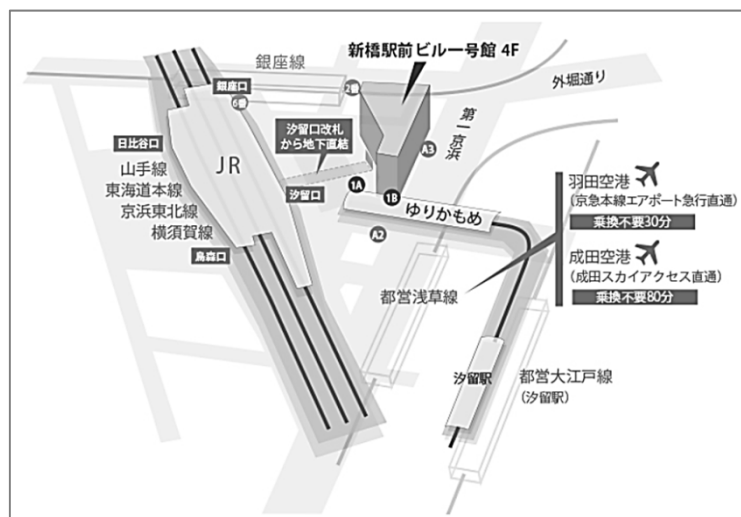 新橋駅前ビル一号館 4F
銀座線
外堀通り
銀座口
2番
6番
第一京浜
汐留口改札
から地下直結
日比谷口
JR
A3
山手線
東海道本線
京浜東北線
横須賀線
汐留口
1A
1B
ゆりかもめ
羽田空港
(京急本線エアポート急行直通)
乗換不要30分
A2
烏森口
成田空港
(成田スカイアクセス直通)
乗換不要80分
都営浅草線
汐留駅
都営大江戸線
(汐留駅)